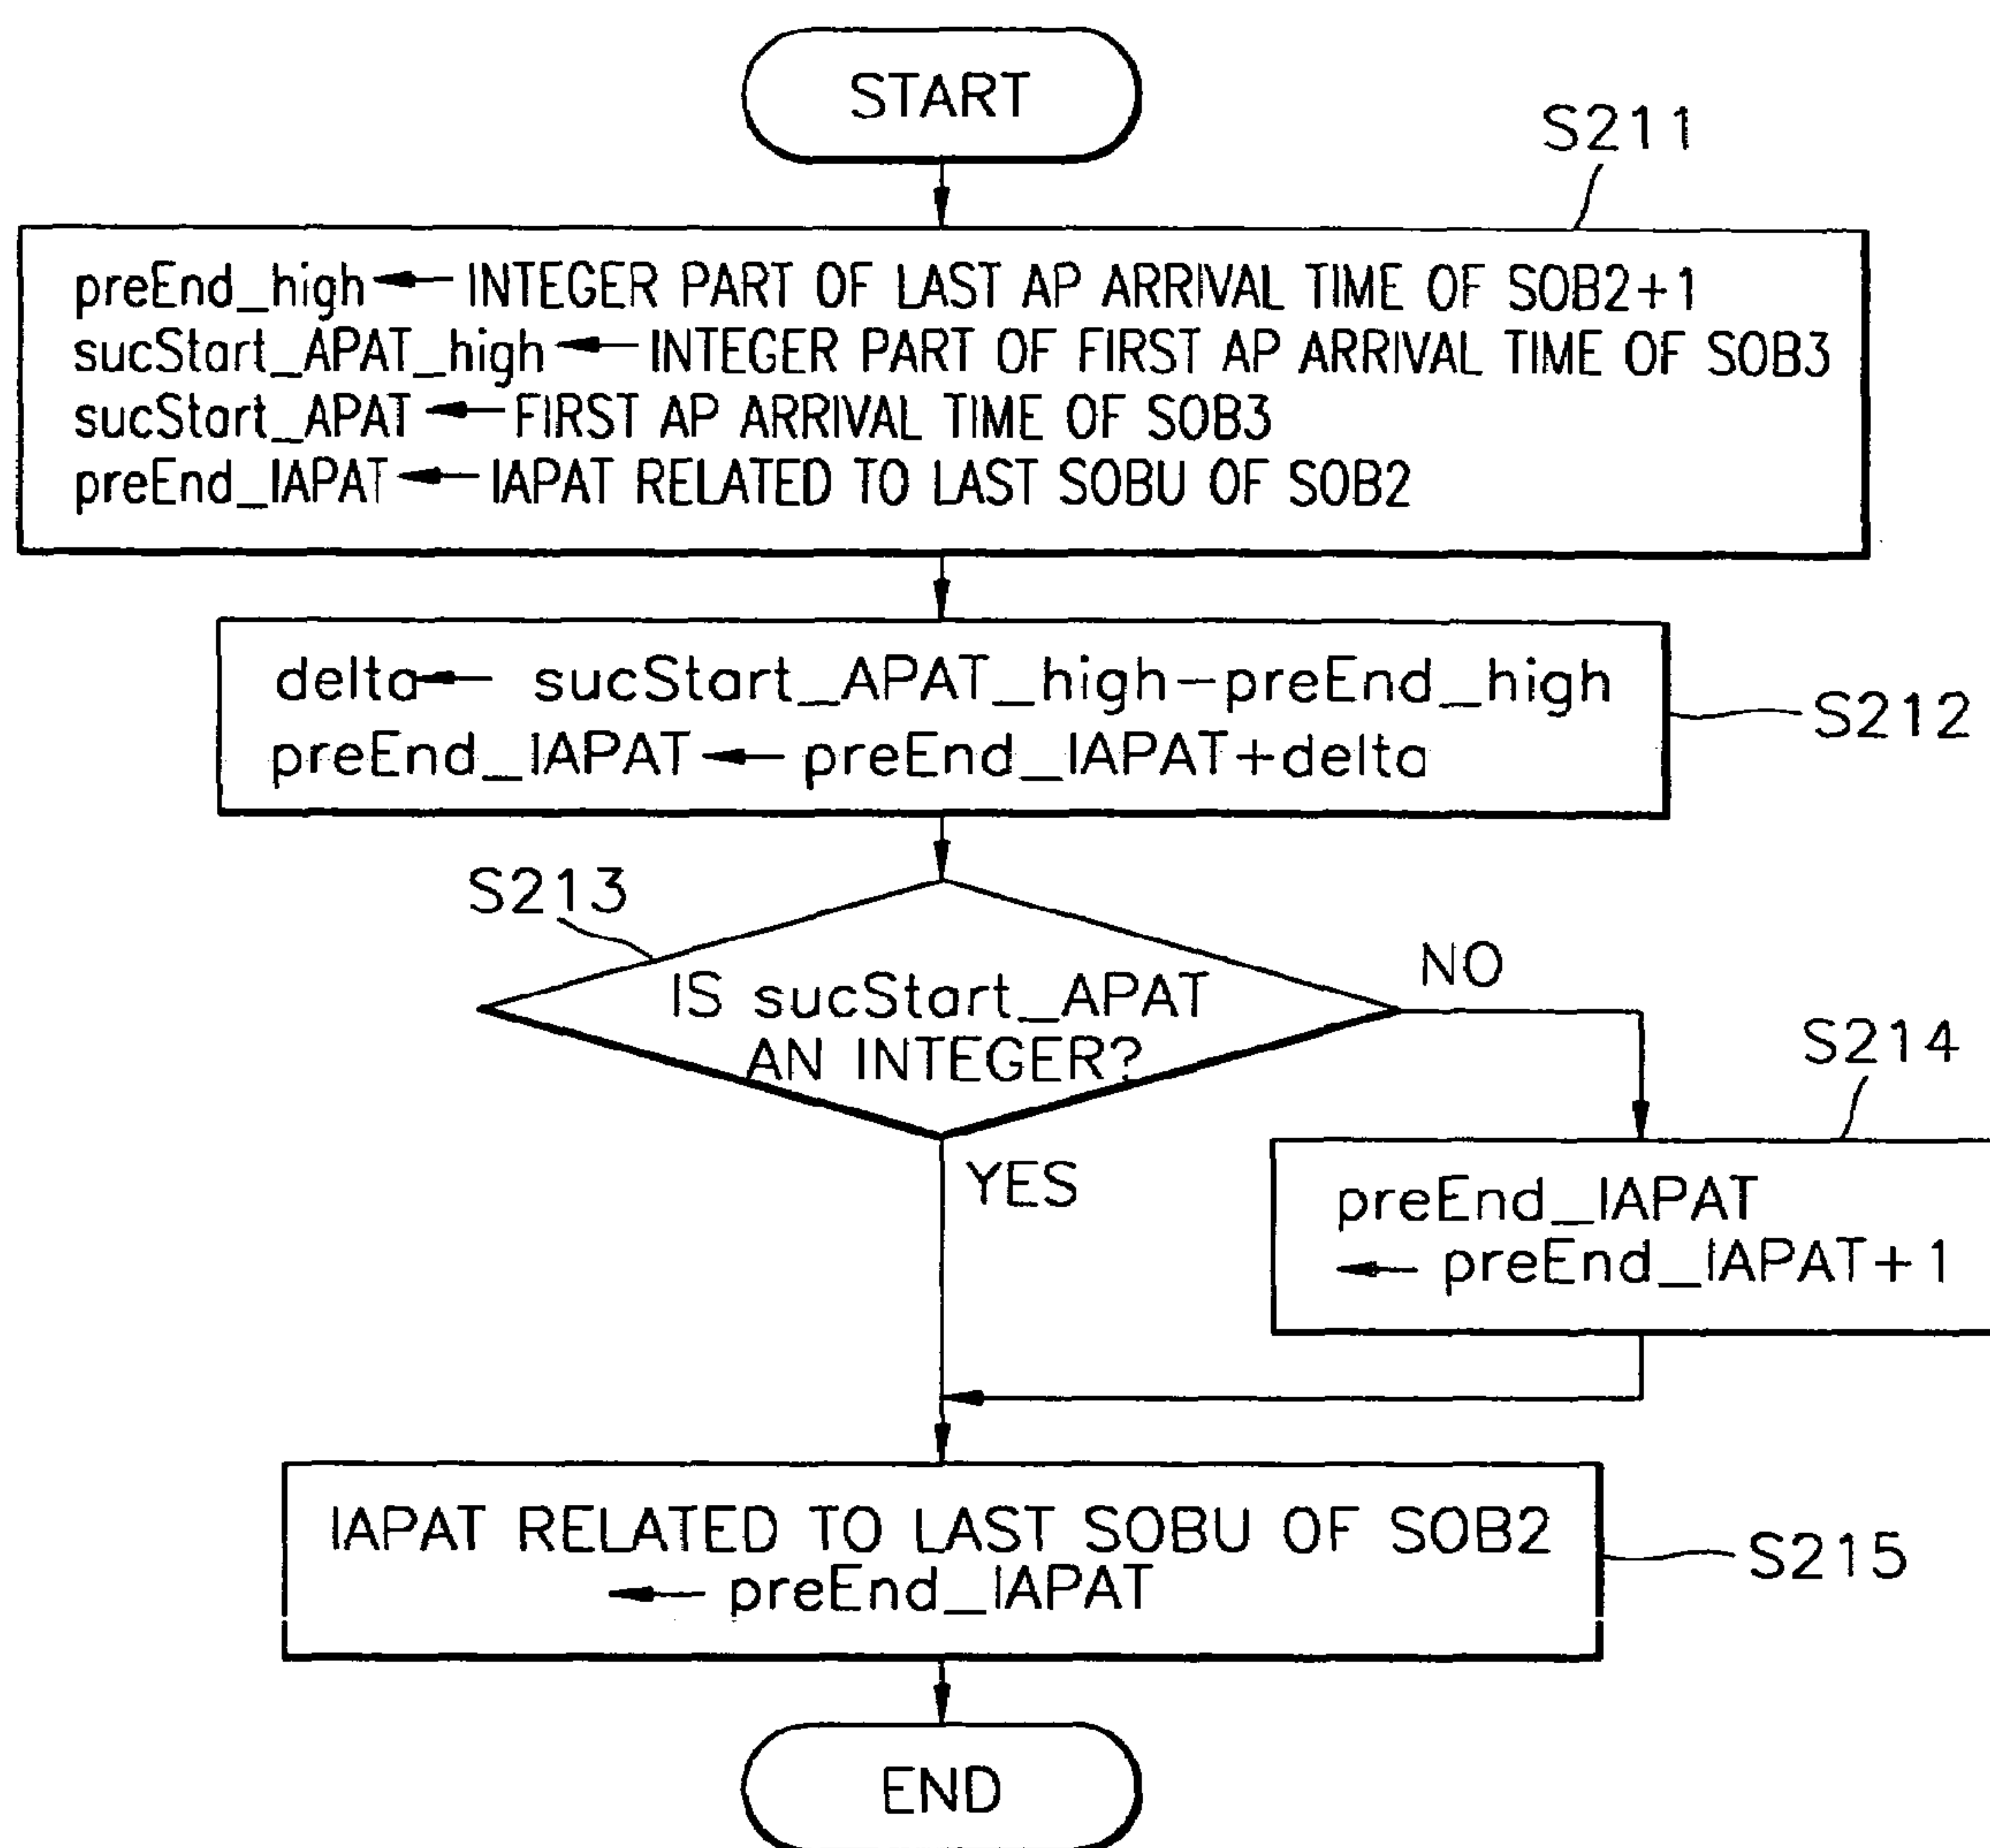 START
S211
preEnd_high ← INTEGER PART OF LAST AP ARRIVAL TIME OF SOB2+1
sucStart_APAT_high ← INTEGER PART OF FIRST AP ARRIVAL TIME OF SOB3
sucStart_APAT ← FIRST AP ARRIVAL TIME OF SOB3
preEnd_IAPAT ← IAPAT RELATED TO LAST SOBU OF SOB2
delta ← sucStart_APAT_high-preEnd_high
preEnd_IAPAT ← preEnd_IAPAT+delta
S212
S213
IS sucStart_APAT
AN INTEGER?
NO
YES
S214
preEnd_IAPAT
← preEnd_IAPAT+1
IAPAT RELATED TO LAST SOBU OF SOB2
← preEnd_IAPAT
S215
END